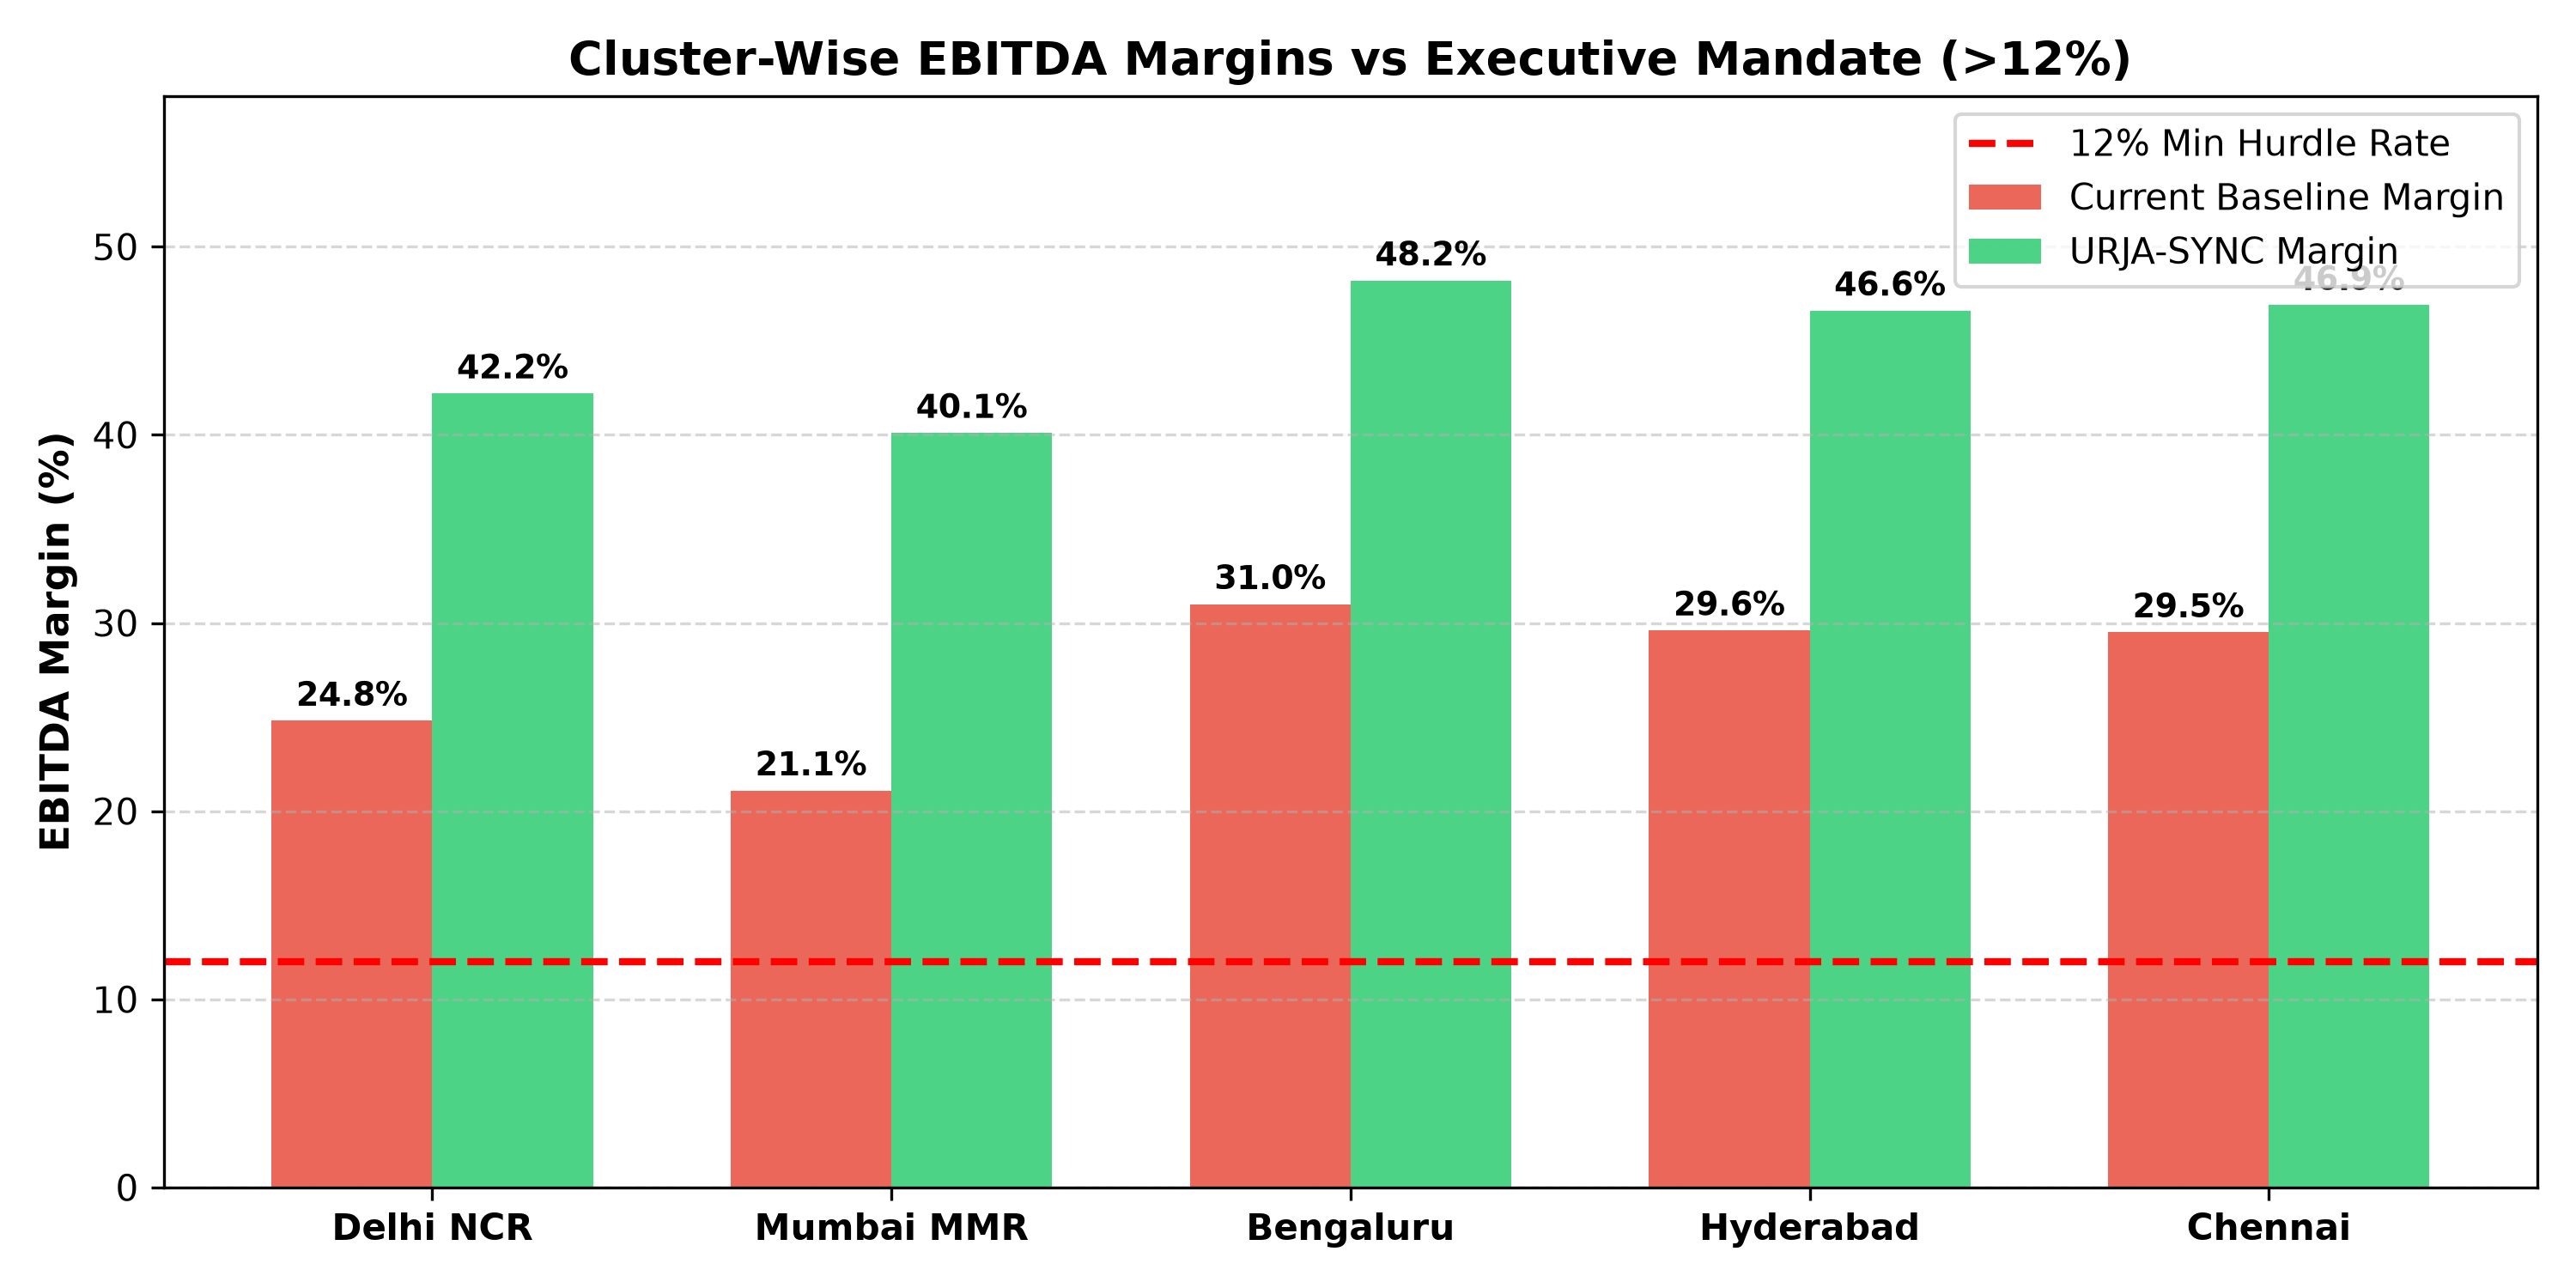 Cluster-Wise EBITDA Margins vs Executive Mandate (>12%)
12% Min Hurdle Rate
Current Baseline Margin
URJA-SYNC Margin
EBITDA Margin (%)
50
40
30
20
10
0
24.8%
42.2%
21.1%
40.1%
31.0%
48.2%
29.6%
46.6%
29.5%
46.9%
Delhi NCR
Mumbai MMR
Bengaluru
Hyderabad
Chennai